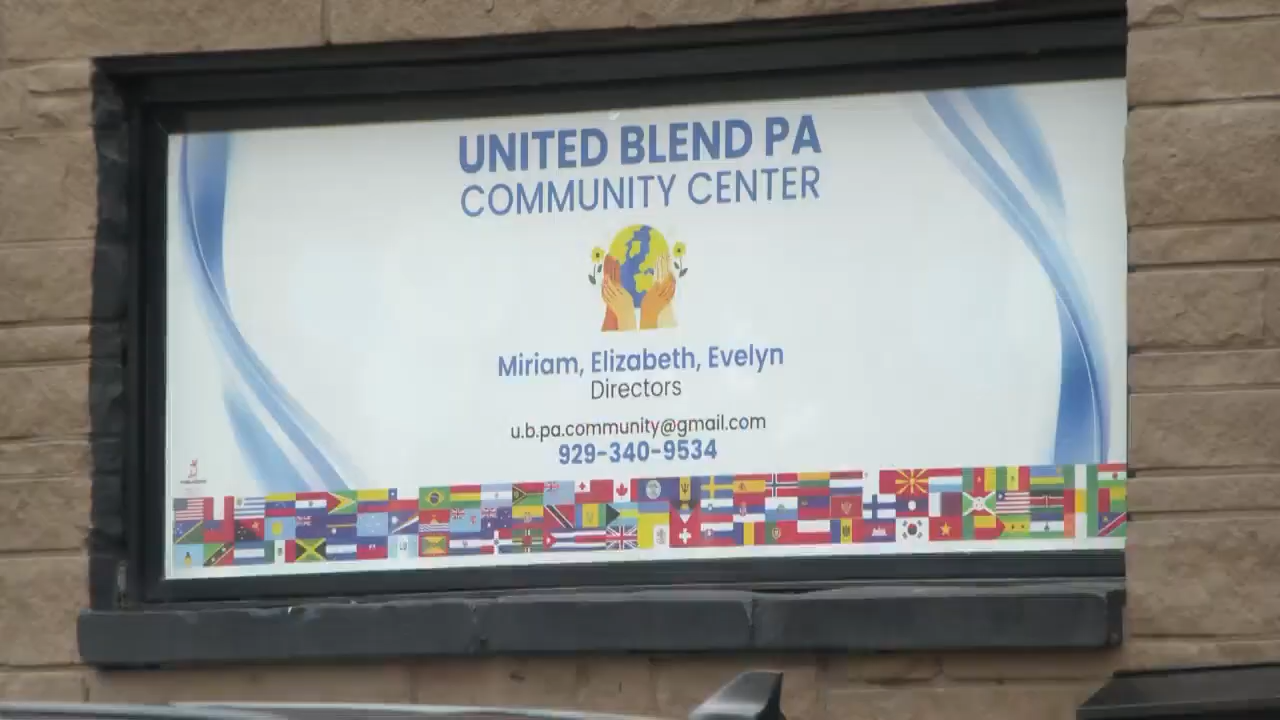 UNITED BLEND PA
COMMUNITY CENTER
Miriam, Elizabeth, Evelyn
Directors
u.b.pa.community@gmail.com
929-340-9534